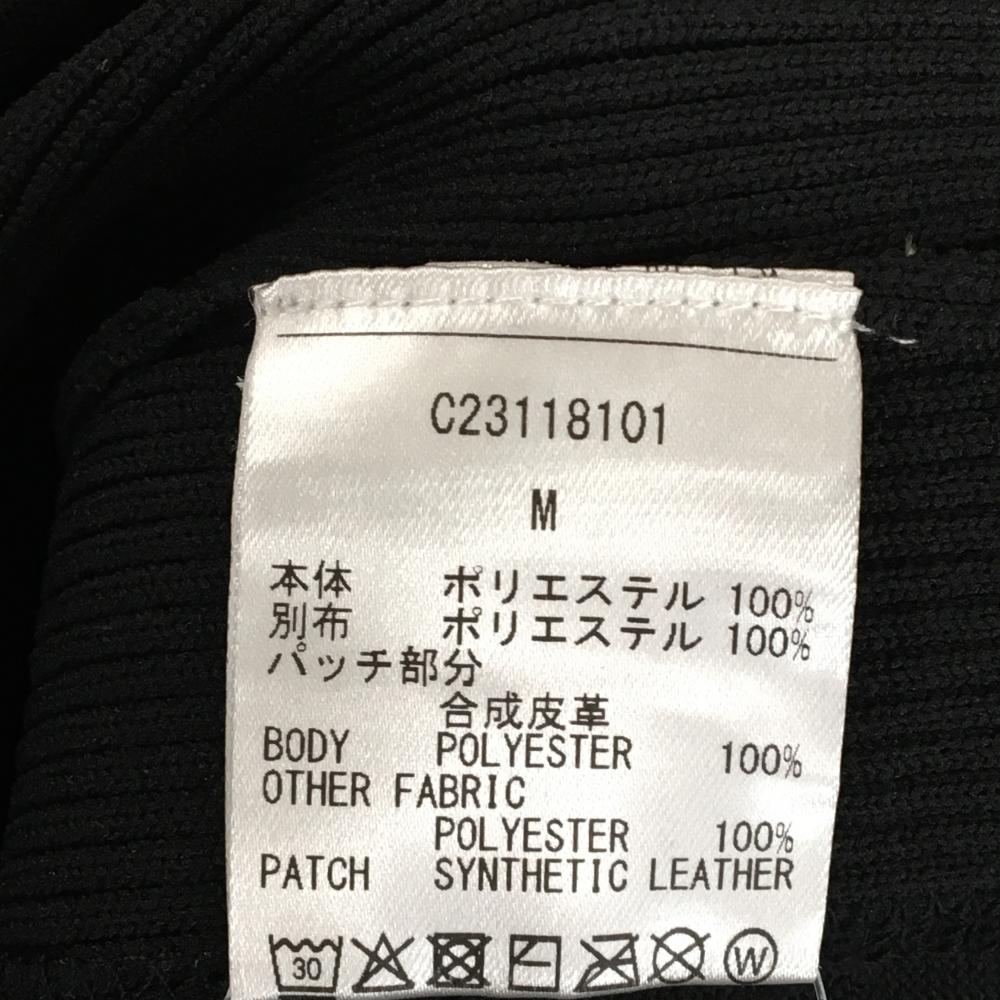 C23118101
M
本体 ポリエステル 100%
別布 ポリエステル 100%
パッチ部分
合成皮革
BODY POLYESTER 100%
OTHER FABRIC
POLYESTER 100%
PATCH SYNTHETIC LEATHER
30 W